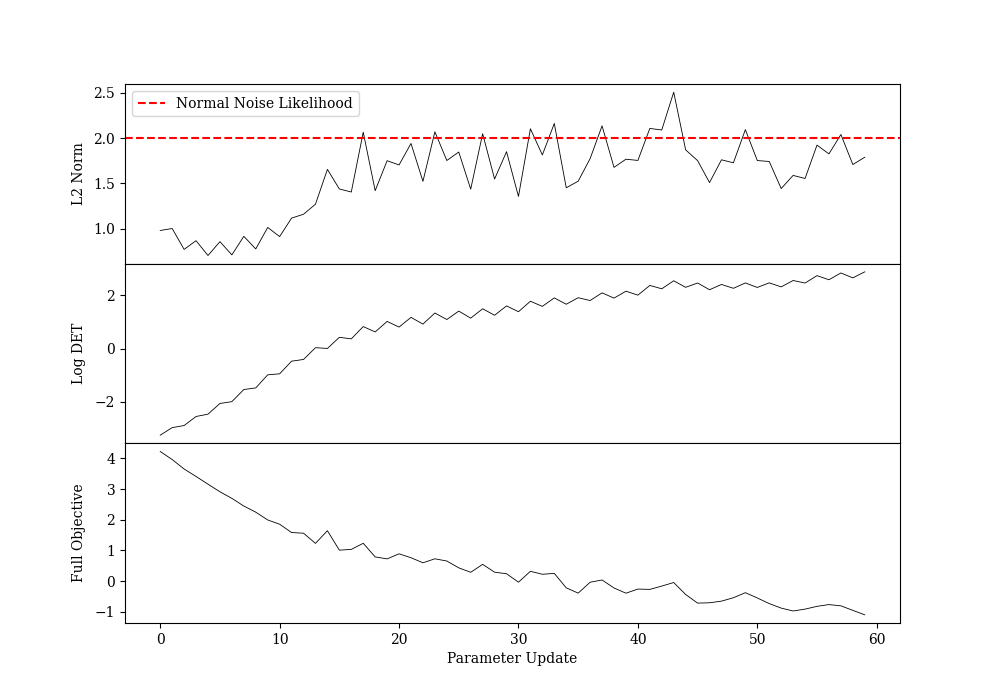 Normal Noise Likelihood
2.5
2.0
1.5
1.0
L2 Norm
2
0
−2
Log DET
4
3
2
1
0
−1
Full Objective
0 10 20 30 40 50 60
Parameter Update